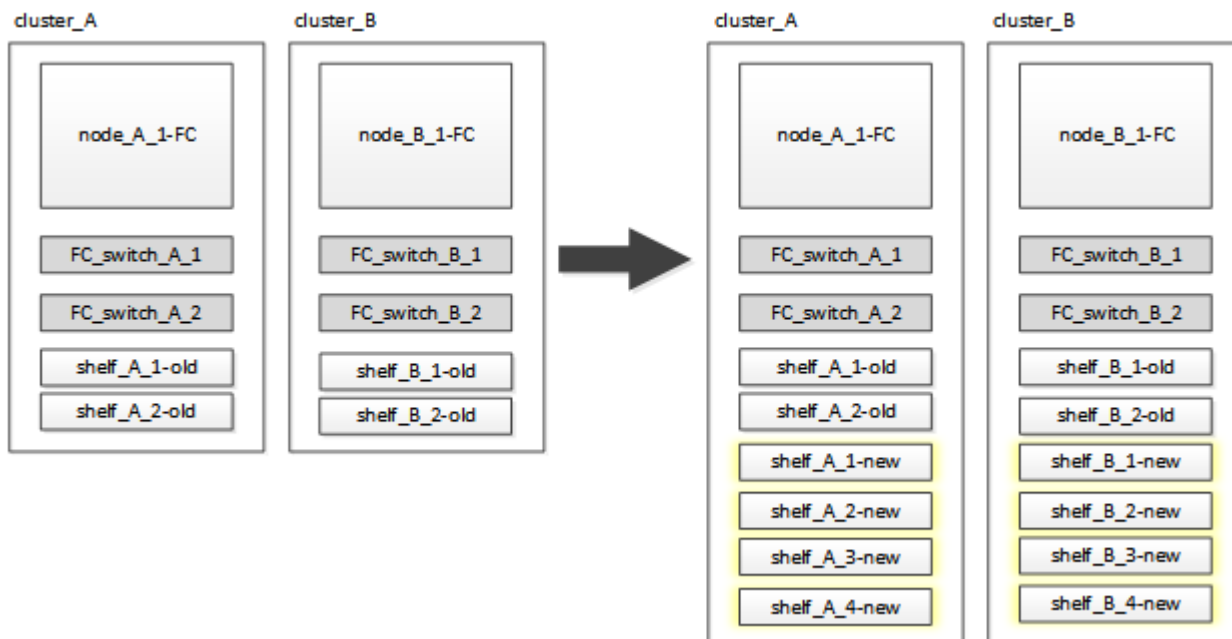 cluster_A
cluster_B
node_A_1-FC
node_B_1-FC
FC_switch_A_1
FC_switch_B_1
FC_switch_A_2
FC_switch_B_2
shelf_A_1-old
shelf_B_1-old
shelf_A_2-old
shelf_B_2-old
cluster_A
cluster_B
node_A_1-FC
node_B_1-FC
FC_switch_A_1
FC_switch_B_1
FC_switch_A_2
FC_switch_B_2
shelf_A_1-old
shelf_B_1-old
shelf_A_2-old
shelf_B_2-old
shelf_A_1-new
shelf_B_1-new
shelf_A_2-new
shelf_B_2-new
shelf_A_3-new
shelf_B_3-new
shelf_A_4-new
shelf_B_4-new